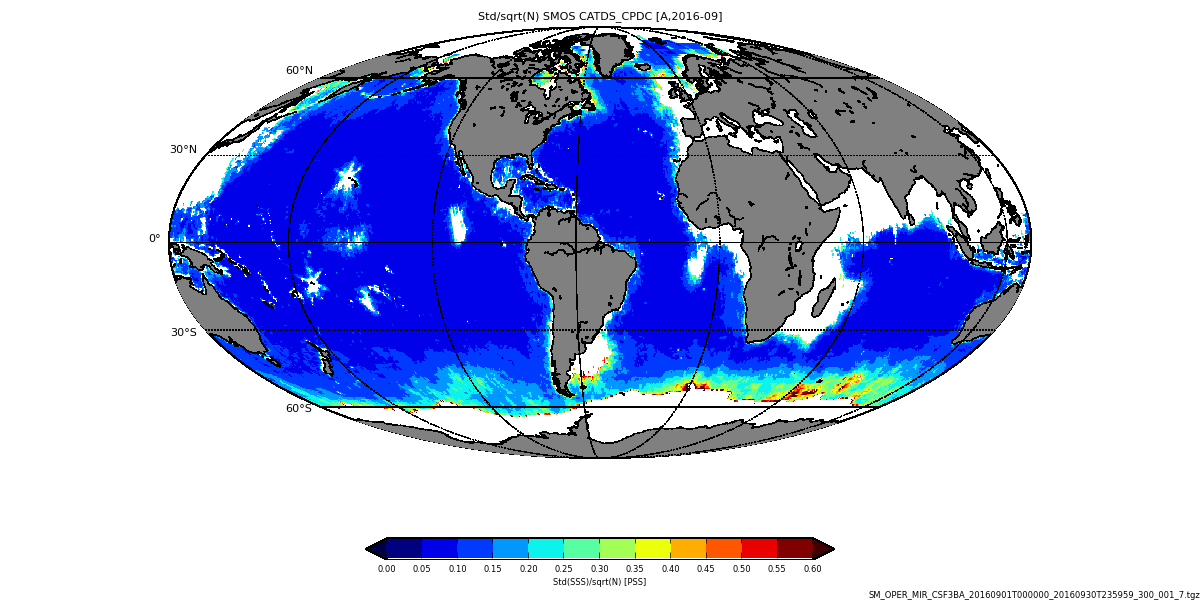 Std/sqrt(N) SMOS CATDS_CPDC [A,2016-09]
60°N
30°N
0°
30°S
60°S
0.00 0.05 0.10 0.15 0.20 0.25 0.30 0.35 0.40 0.45 0.50 0.55 0.60
Std(SSS)/sqrt(N) [PSS]
SM_OPER_MIR_CSF3BA_20160901T000000_20160930T235959_300_001_7.tgz